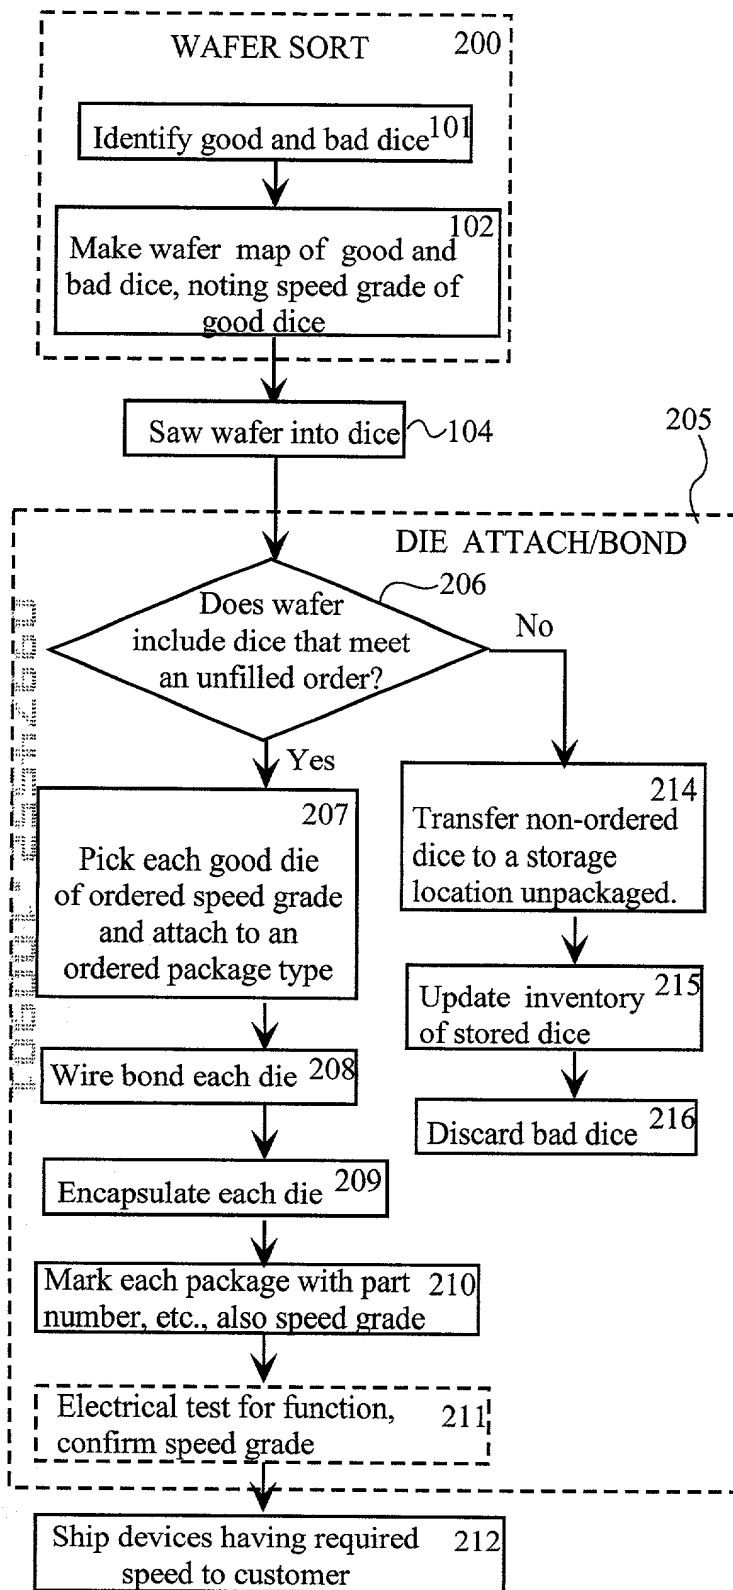 WAFER SORT 200
Identify good and bad dice 101
102
Make wafer map of good and
bad dice, noting speed grade of
good dice
Saw wafer into dice 104
205
DIE ATTACH/BOND
206
Does wafer
include dice that meet
an unfilled order?
No
Yes
207
Pick each good die
of ordered speed grade
and attach to an
ordered package type
214
Transfer non-ordered
dice to a storage
location unpackaged.
Update inventory 215
of stored dice
Discard bad dice 216
Wire bond each die 208
Encapsulate each die 209
Mark each package with part 210
number, etc., also speed grade
Electrical test for function, 211
confirm speed grade
Ship devices having required 212
speed to customer